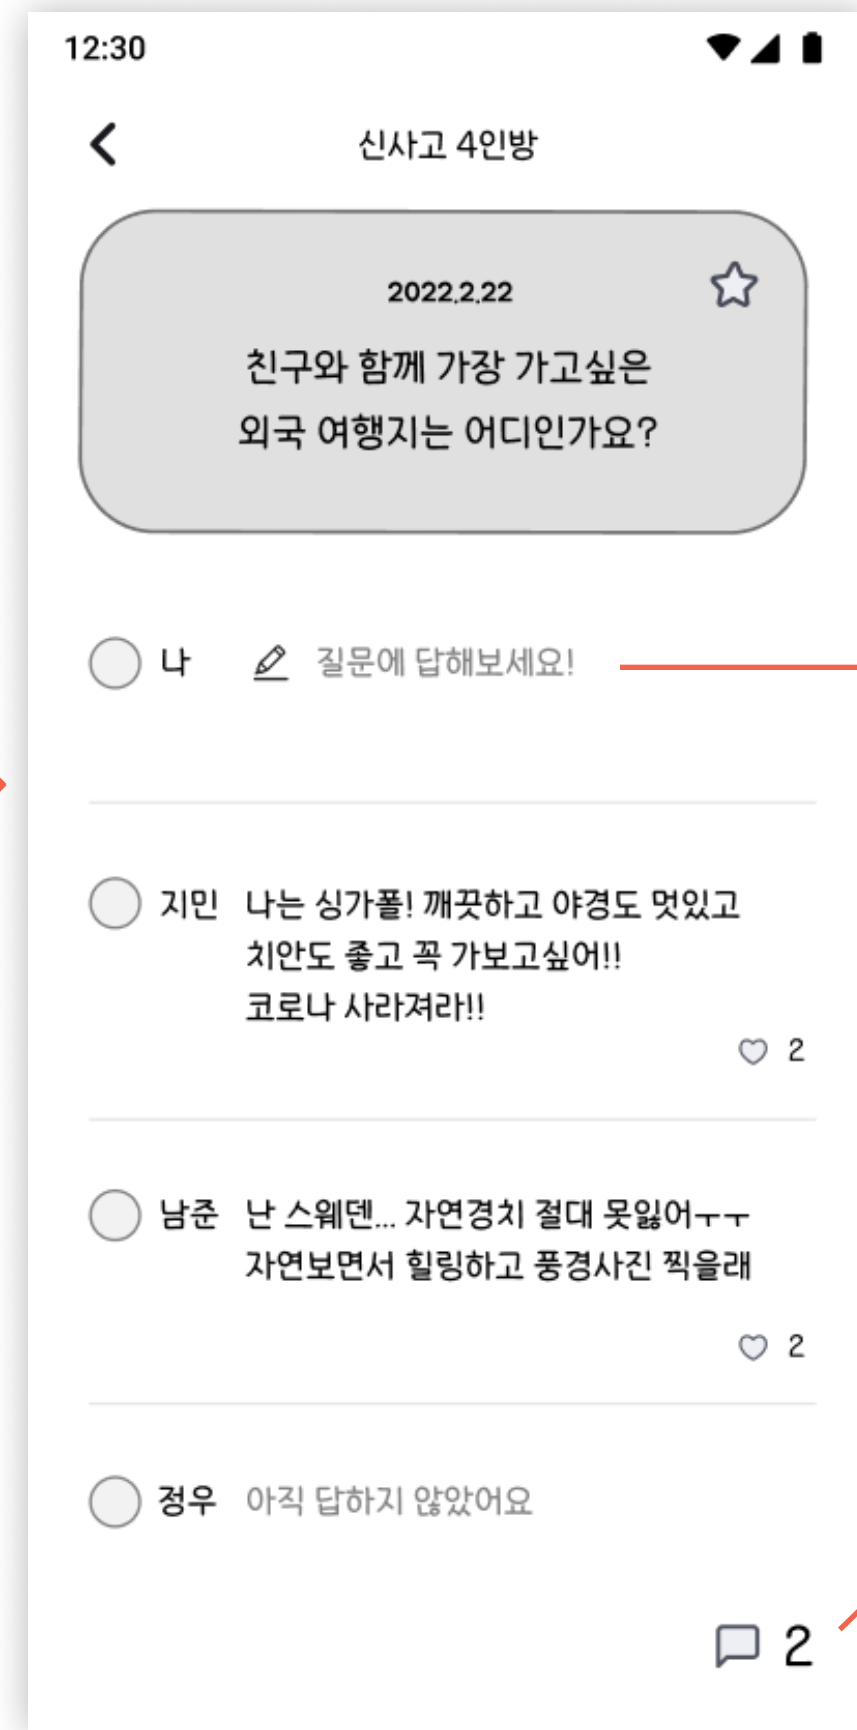 12:30
신사고 4인방
2022.2.22
친구와 함께 가장 가고싶은
외국 여행지는 어디인가요?
나 질문에 답해보세요!
지민 나는 싱가폴! 깨끗하고 야경도 멋있고
치안도 좋고 꼭 가보고싶어!!
코로나 사라져라!!
2
남준 난 스웨덴... 자연경치 절대 못잃어ㅜㅜ
자연보면서 힐링하고 풍경사진 찍을래
2
정우 아직 답하지 않았어요
2